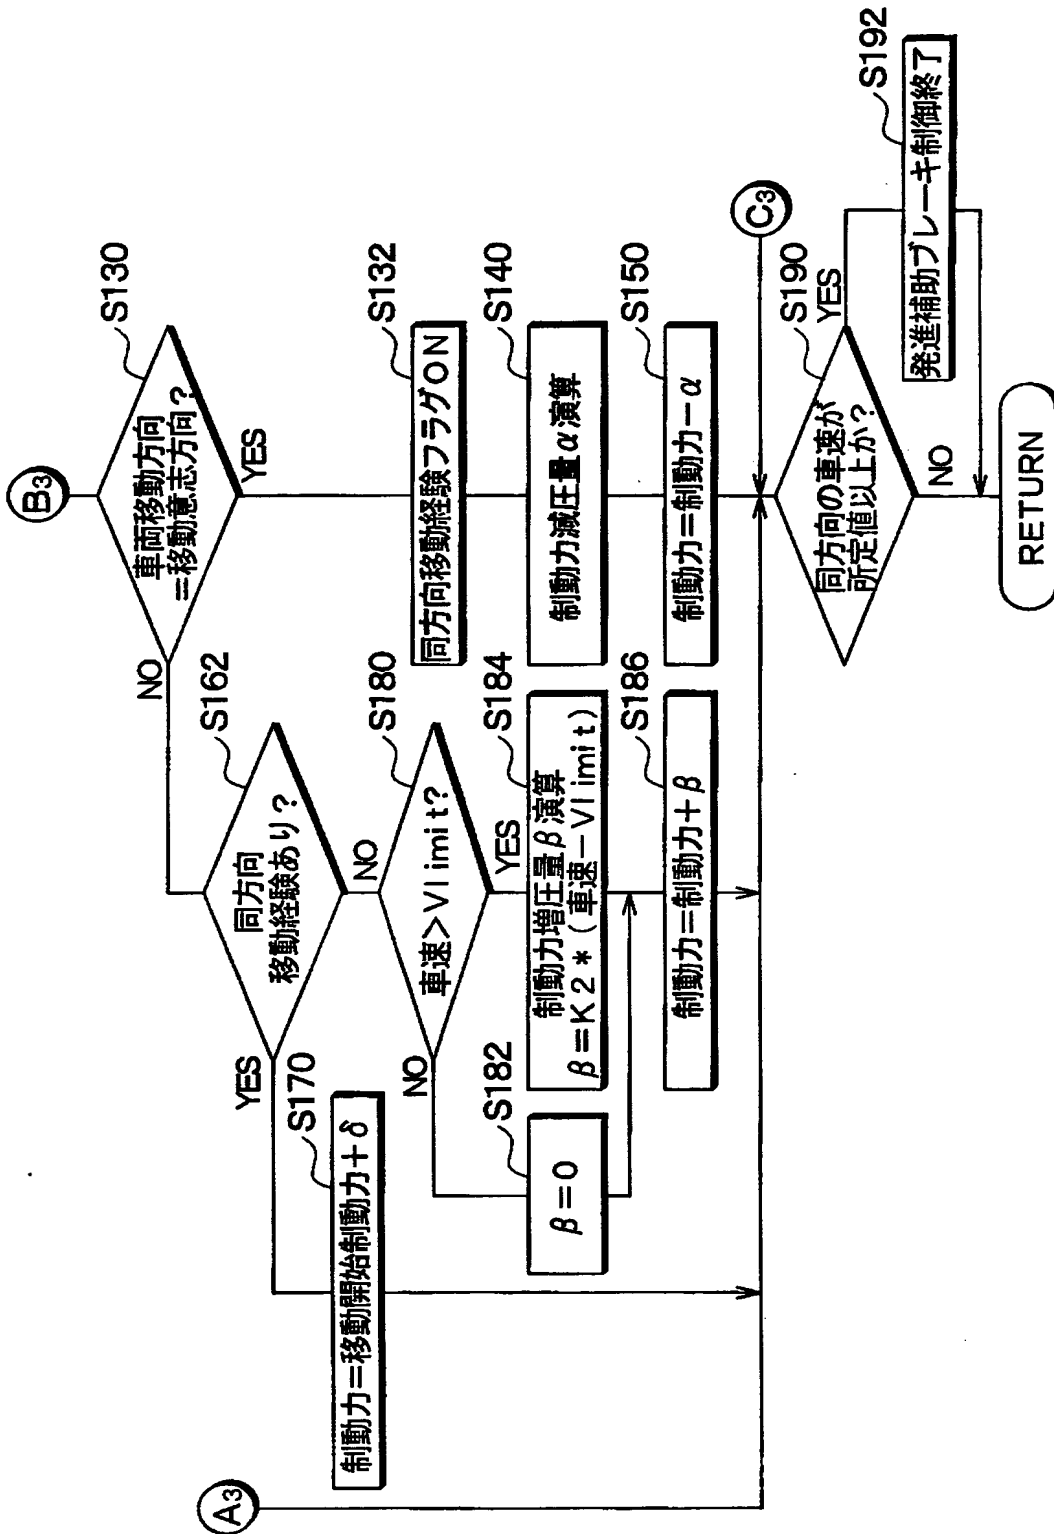 B3
S130
車両移動方向
＝移動意志方向？
NO
YES
S162
同方向
移動経験あり？
YES
NO
S132
同方向移動経験フラグON
S170
制動力＝移動開始制動力＋δ
S180
車速＞Vlimit?
NO
YES
S140
制動力減圧量α演算
S184
制動力増圧量β演算
β＝K2＊(車速－Vlimit)
S182
β＝0
S150
制動力＝制動力－α
S186
制動力＝制動力＋β
A3
C3
S190
同方向の車速が
所定値以上か？
YES
NO
S192
発進補助ブレーキ制御終了
RETURN